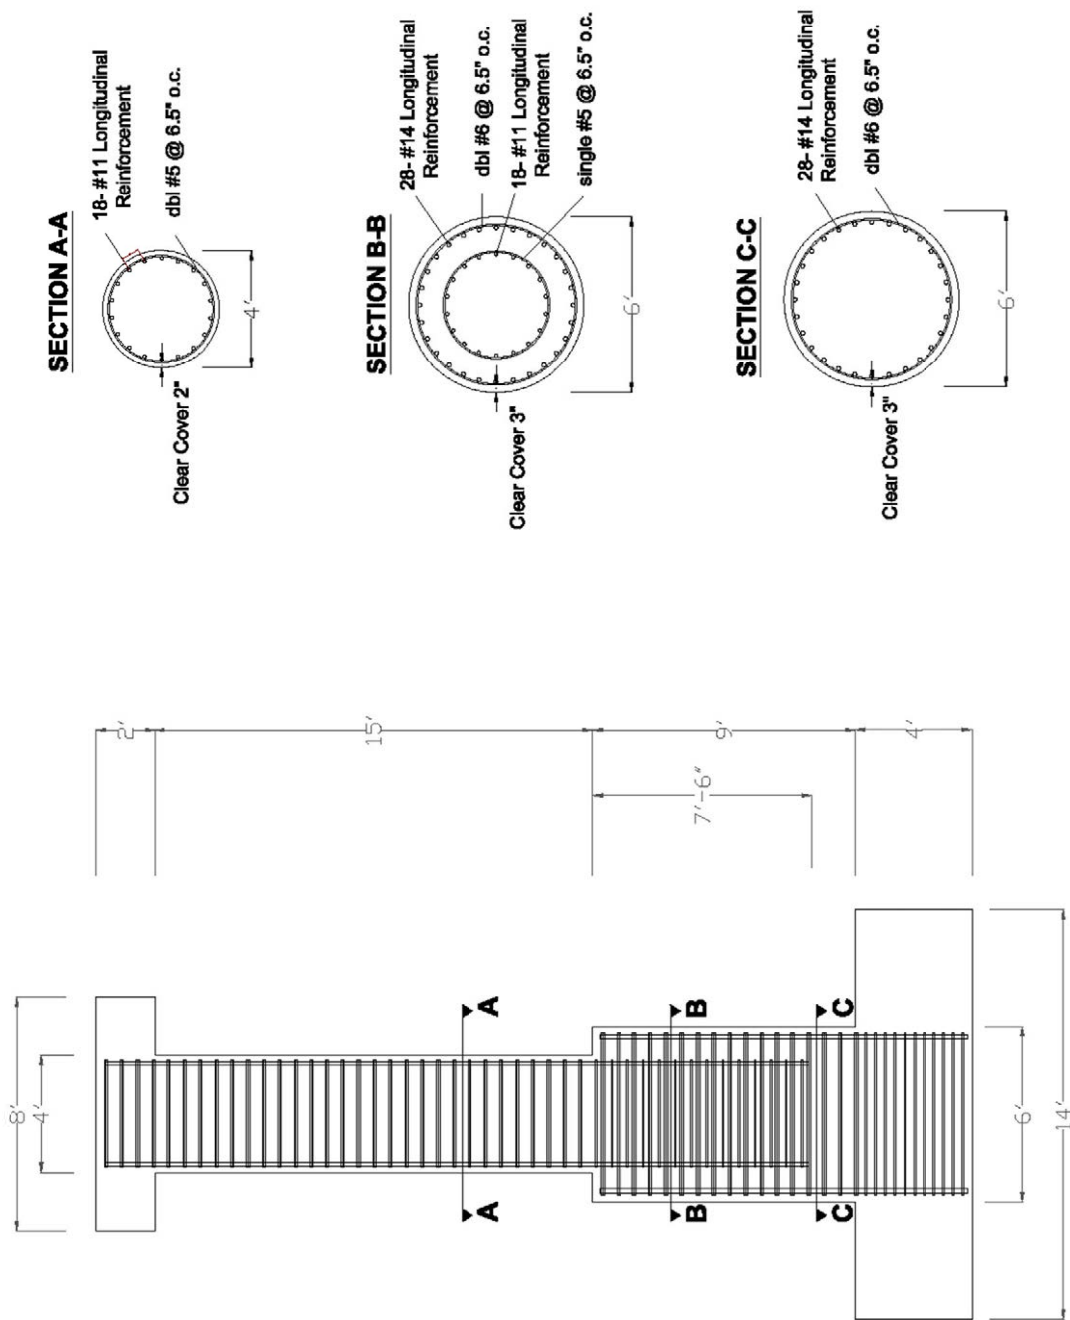 SECTION A-A
18- #11 Longitudinal
Reinforcement
dbl #5 @ 6.5" o.c.
4'
Clear Cover 2"
SECTION B-B
28- #14 Longitudinal
Reinforcement
dbl #6 @ 6.5" o.c.
18- #11 Longitudinal
Reinforcement
single #5 @ 6.5" o.c.
6'
Clear Cover 3"
SECTION C-C
28- #14 Longitudinal
Reinforcement
dbl #6 @ 6.5" o.c.
6'
Clear Cover 3"
2'
15'
9'
4'
7'-6"
8'
4'
A
A
B
B
C
C
6'
14'